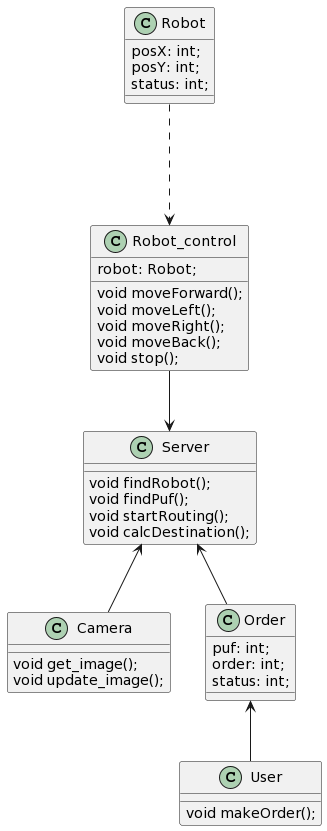 C Robot
posX: int;
posY: int;
status: int;
C Robot_control
robot: Robot;
void moveForward();
void moveLeft();
void moveRight();
void moveBack();
void stop();
C Server
void findRobot();
void findPuf();
void startRouting();
void calcDestination();
C Camera
void get_image();
void update_image();
C Order
puf: int;
order: int;
status: int;
C User
void makeOrder();